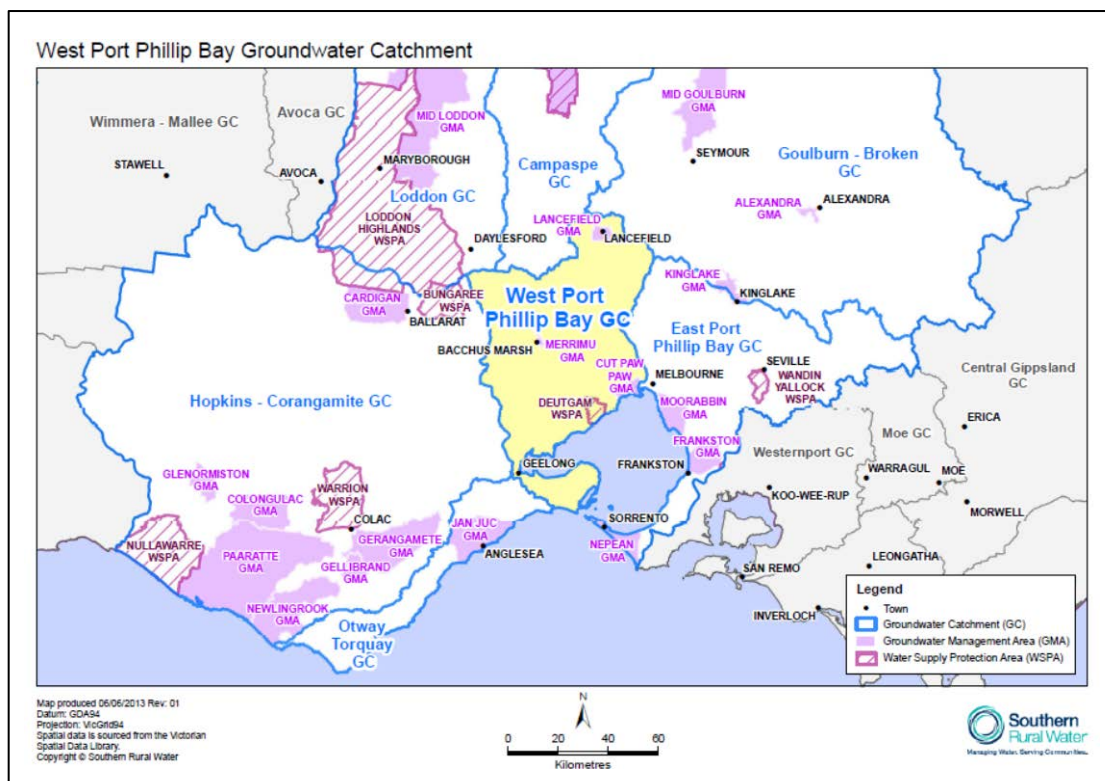 West Port Phillip Bay Groundwater Catchment
Wimmera - Mallee GC
Avoca GC
MID LODDON
GMA
MID GOULBURN
GMA
STAWELL
AVOCA
MARYBOROUGH
Campaspe
GC
SEYMOUR
Goulburn - Broken
GC
Loddon GC
ALEXANDRA
GMA
ALEXANDRA
LODDON
HIGHLANDS
WSPA
LANCEFIELD
GMA
LANCEFIELD
DAYLESFORD
KINGLAKE
GMA
KINGLAKE
CARDIGAN
GMA
BUNGAREE
WSPA
BALLARAT
West Port
Phillip Bay GC
East Port
Phillip Bay GC
BACCHUS MARSH
MERRIMU
GMA
CUT PAW
PAW
GMA
MELBOURNE
SEVILLE
WANDIN
YALLOCK
WSPA
Central Gippsland
GC
Hopkins - Corangamite GC
DEUTGAM
WSPA
MOORABBIN
GMA
FRANKSTON
GMA
Westernport GC
Moe GC
ERICA
GLENORMISTON
GMA
COLONGULAC
GMA
WARRION
WSPA
COLAC
GEELONG
FRANKSTON
WARRAGUL
MOE
KOO-WEE-RUP
MORWELL
NULLAWARRE
WSPA
PAARATTE
GMA
GERANGAMETE
GMA
GELLIBRAND
GMA
JAN JUC
GMA
ANGLESEA
SORRENTO
NEPEAN
GMA
SAN REMO
LEONGATHA
INVERLOCH
NEWLINGROOK
GMA
Otway
Torquay
GC
Legend
Town
Groundwater Catchment (GC)
Groundwater Management Area (GMA)
Water Supply Protection Area (WSPA)
Map produced 06/06/2013 Rev: 01
Datum: GDA94
Projection: VicGrid94
Spatial data is sourced from the Victorian
Spatial Data Library.
Copyright © Southern Rural Water
N
0 20 40 60
Kilometres
Southern
Rural Water
Managing Water. Serving Communities.